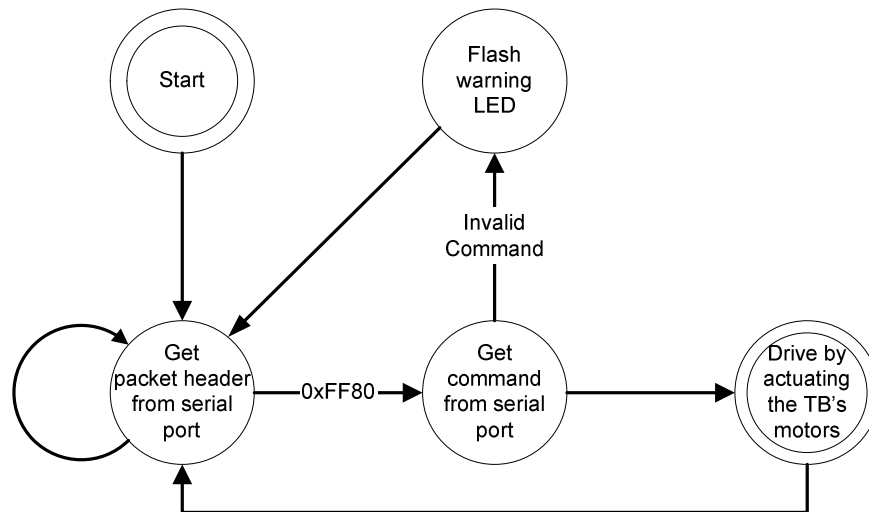 Start
Flash
warning
LED
Invalid
Command
Get
packet header
from serial
port
0xFF80
Get
command
from serial
port
Drive by
actuating
the TB's
motors